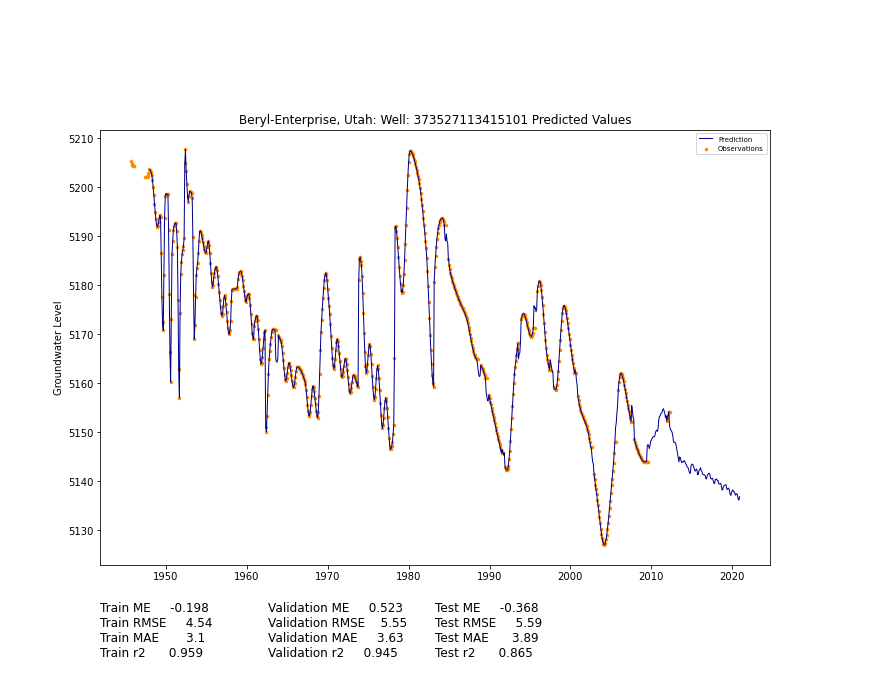 Beryl-Enterprise, Utah: Well: 373527113415101 Predicted Values
Prediction
Observations
Groundwater Level
5210
5200
5190
5180
5170
5160
5150
5140
5130
1950 1960 1970 1980 1990 2000 2010 2020
Train ME -0.198 Validation ME 0.523 Test ME -0.368
Train RMSE 4.54 Validation RMSE 5.55 Test RMSE 5.59
Train MAE 3.1 Validation MAE 3.63 Test MAE 3.89
Train r2 0.959 Validation r2 0.945 Test r2 0.865